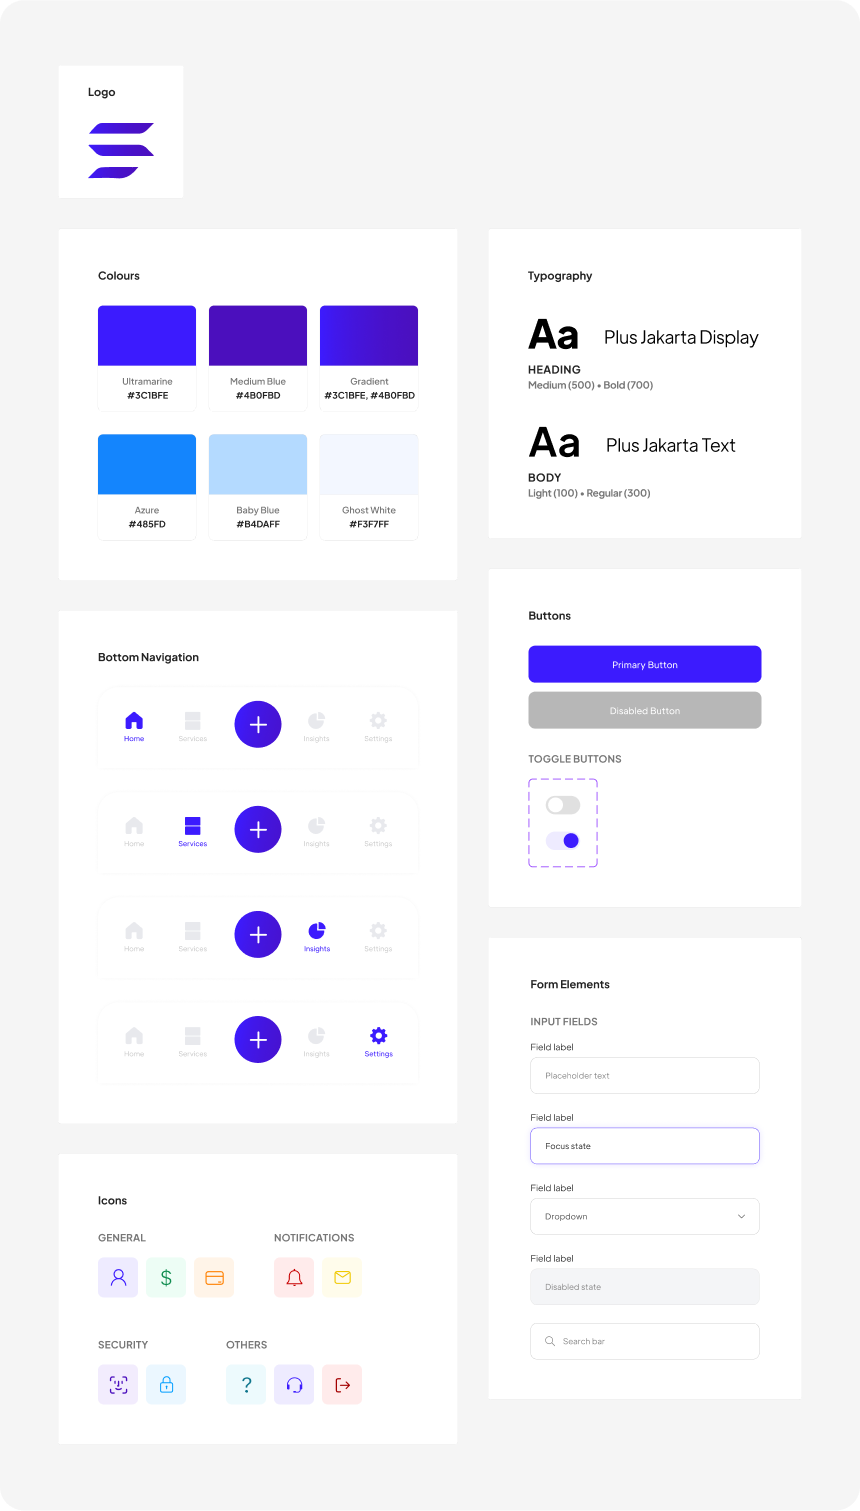 Logo
Colours
Ultramarine
#3C1BFE
Medium Blue
#4B0FBD
Gradient
#3C1BFE, #4B0FBD
Azure
#485FD
Baby Blue
#B4DAFF
Ghost White
#F3F7FF
Typography
Aa
Plus Jakarta Display
HEADING
Medium (500) • Bold (700)
Aa
Plus Jakarta Text
BODY
Light (100) • Regular (300)
Bottom Navigation
Home Services Insights Settings
Home Services Insights Settings
Home Services Insights Settings
Home Services Insights Settings
Buttons
Primary Button
Disabled Button
TOGGLE BUTTONS
Form Elements
INPUT FIELDS
Field label
Placeholder text
Field label
Focus state
Field label
Dropdown
Field label
Disabled state
Search bar
Icons
GENERAL
$
NOTIFICATIONS
SECURITY
OTHERS
?